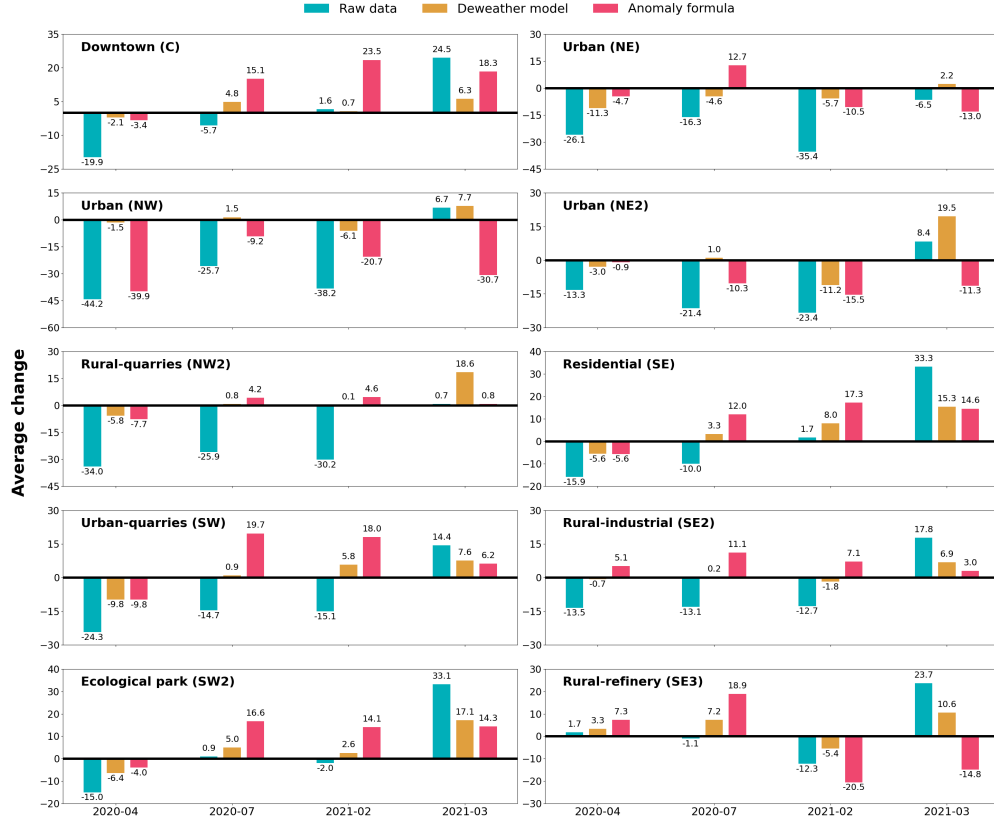 Raw data Deweather model Anomaly formula
Average change
Downtown (C)
35
20
5
−10
−25
-19.9 -2.1 -3.4
-5.7 4.8 15.1
1.6 0.7 23.5
24.5 6.3 18.3
Urban (NE)
30
15
0
−15
−30
−45
-26.1 -11.3 -4.7
-16.3 -4.6 12.7
-35.4 -5.7 -10.5
-6.5 2.2 -13.0
Urban (NW)
15
0
−15
−30
−45
−60
-44.2 -1.5 -39.9
-25.7 1.5 -9.2
-38.2 -6.1 -20.7
6.7 7.7 -30.7
Urban (NE2)
30
15
0
−15
−30
-13.3 -3.0 -0.9
-21.4 1.0 -10.3
-23.4 -11.2 -15.5
8.4 19.5 -11.3
Rural-quarries (NW2)
30
15
0
−15
−30
−45
-34.0 -5.8 -7.7
-25.9 0.8 4.2
-30.2 0.1 4.6
0.7 18.6 0.8
Residential (SE)
40
30
20
10
0
−10
−20
-15.9 -5.6 -5.6
-10.0 3.3 12.0
1.7 8.0 17.3
33.3 15.3 14.6
Urban-quarries (SW)
30
15
0
−15
−30
-24.3 -9.8 -9.8
-14.7 0.9 19.7
-15.1 5.8 18.0
14.4 7.6 6.2
Rural-industrial (SE2)
30
15
0
−15
−30
-13.5 -0.7 5.1
-13.1 0.2 11.1
-12.7 -1.8 7.1
17.8 6.9 3.0
Ecological park (SW2)
40
30
20
10
0
−10
−20
-15.0 -6.4 -4.0
0.9 5.0 16.6
-2.0 2.6 14.1
33.1 17.1 14.3
2020-04 2020-07 2021-02 2021-03
Rural-refinery (SE3)
30
20
10
0
−10
−20
−30
1.7 3.3 7.3
-1.1 7.2 18.9
-12.3 -5.4 -20.5
23.7 10.6 -14.8
2020-04 2020-07 2021-02 2021-03